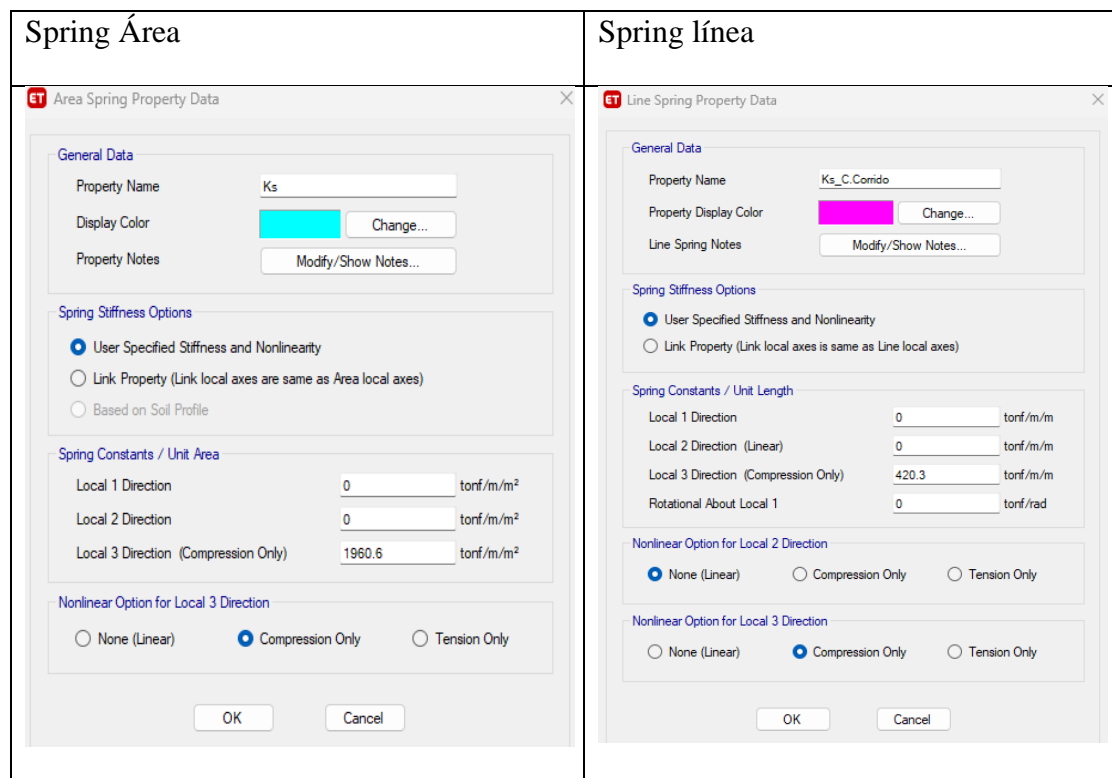 Spring Área
Spring línea
ET Area Spring Property Data
General Data
Property Name Ks
Display Color Change...
Property Notes Modify/Show Notes...
Spring Stiffness Options
User Specified Stiffness and Nonlinearity
Link Property (Link local axes are same as Area local axes)
Based on Soil Profile
Spring Constants / Unit Area
Local 1 Direction 0 tonf/m/m²
Local 2 Direction 0 tonf/m/m²
Local 3 Direction (Compression Only) 1960.6 tonf/m/m²
Nonlinear Option for Local 3 Direction
None (Linear) Compression Only Tension Only
OK Cancel
ET Line Spring Property Data
General Data
Property Name Ks_C.Corrido
Property Display Color Change...
Line Spring Notes Modify/Show Notes...
Spring Stiffness Options
User Specified Stiffness and Nonlinearity
Link Property (Link local axes is same as Line local axes)
Spring Constants / Unit Length
Local 1 Direction 0 tonf/m/m
Local 2 Direction (Linear) 0 tonf/m/m
Local 3 Direction (Compression Only) 420.3 tonf/m/m
Rotational About Local 1 0 tonf/rad
Nonlinear Option for Local 2 Direction
None (Linear) Compression Only Tension Only
Nonlinear Option for Local 3 Direction
None (Linear) Compression Only Tension Only
OK Cancel